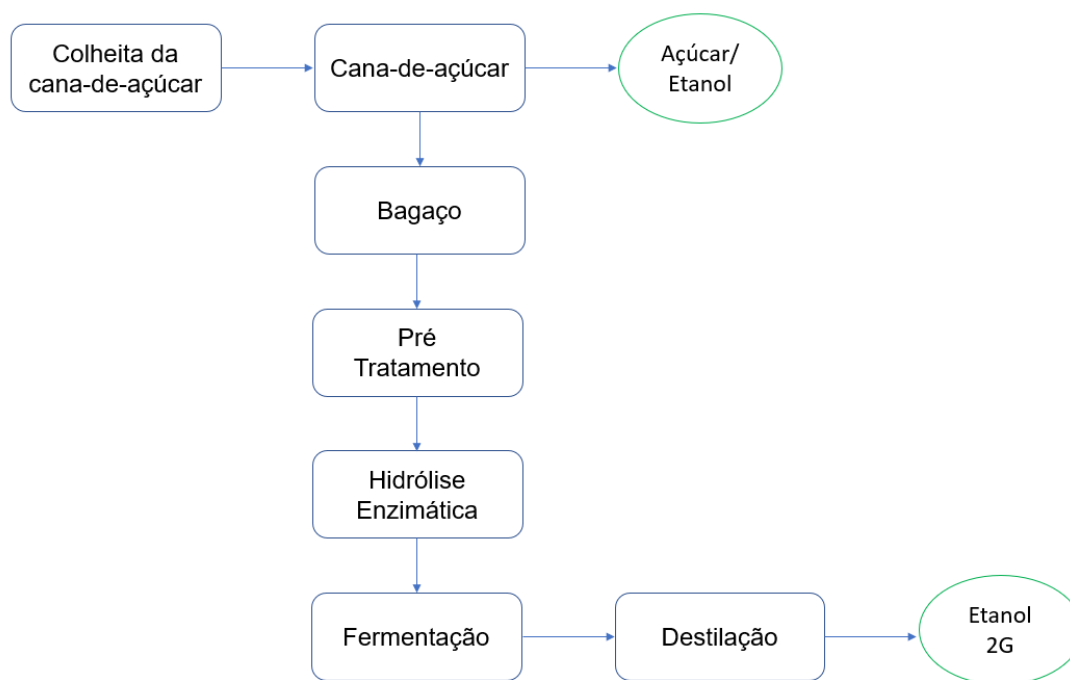 Colheita da
cana-de-açúcar
Cana-de-açúcar
Açúcar/
Etanol
Bagaço
Pré
Tratamento
Hidrólise
Enzimática
Fermentação
Destilação
Etanol
2G